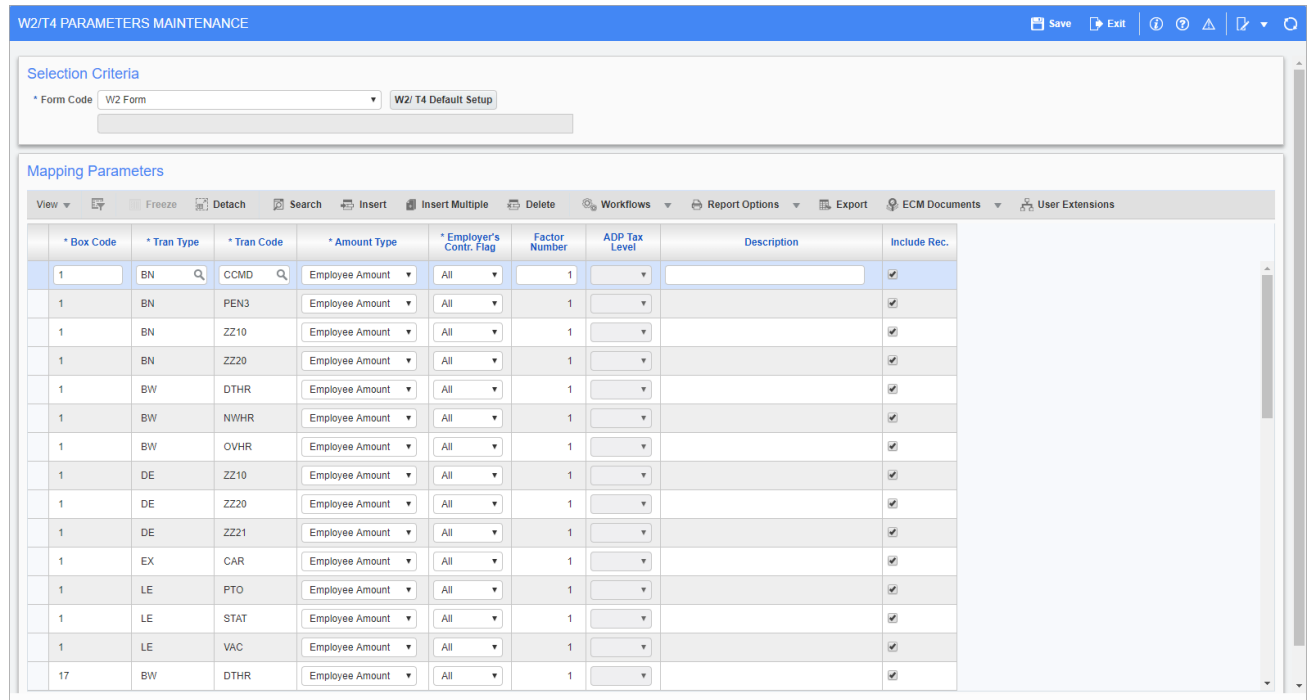 W2/T4 PARAMETERS MAINTENANCE Save Exit
Selection Criteria
* Form Code W2 Form W2/ T4 Default Setup
Mapping Parameters
View Freeze Detach Search Insert Insert Multiple Delete Workflows Report Options Export ECM Documents User Extensions
* Box Code * Tran Type * Tran Code * Amount Type * Employer's Contr. Flag Factor Number ADP Tax Level Description Include Rec.
1 BN CCMD Employee Amount All 1
1 BN PEN3 Employee Amount All 1
1 BN ZZ10 Employee Amount All 1
1 BN ZZ20 Employee Amount All 1
1 BW DTHR Employee Amount All 1
1 BW NWHR Employee Amount All 1
1 BW OVHR Employee Amount All 1
1 DE ZZ10 Employee Amount All 1
1 DE ZZ20 Employee Amount All 1
1 DE ZZ21 Employee Amount All 1
1 EX CAR Employee Amount All 1
1 LE PTO Employee Amount All 1
1 LE STAT Employee Amount All 1
1 LE VAC Employee Amount All 1
17 BW DTHR Employee Amount All 1